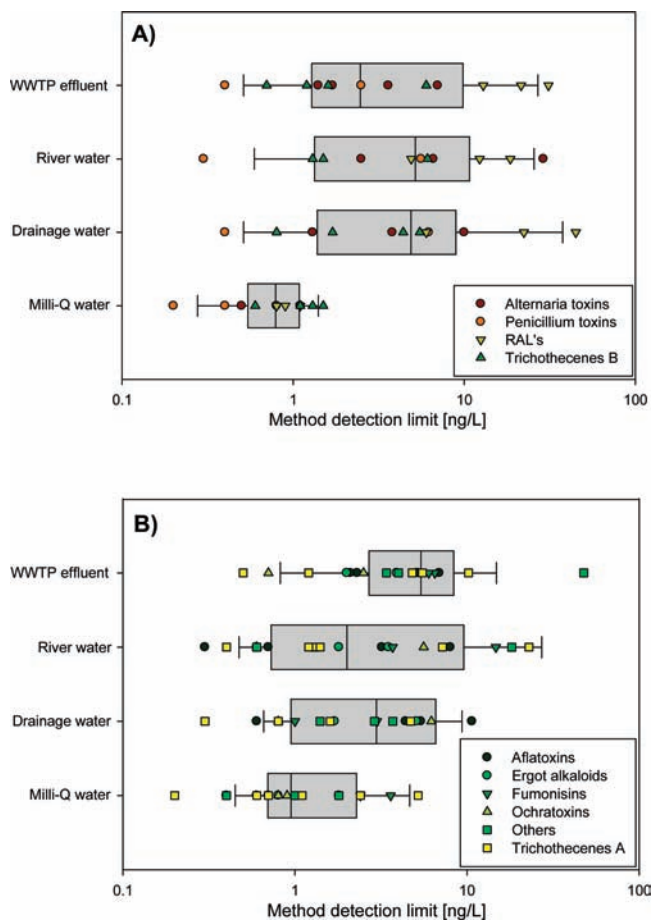 A)
WWTP effluent
River water
Drainage water
Milli-Q water
Alternaria toxins
Penicillium toxins
RAL's
Trichothecenes B
0.1 1 10 100
Method detection limit [ng/L]
B)
WWTP effluent
River water
Drainage water
Milli-Q water
Aflatoxins
Ergot alkaloids
Fumonisins
Ochratoxins
Others
Trichothecenes A
0.1 1 10 100
Method detection limit [ng/L]